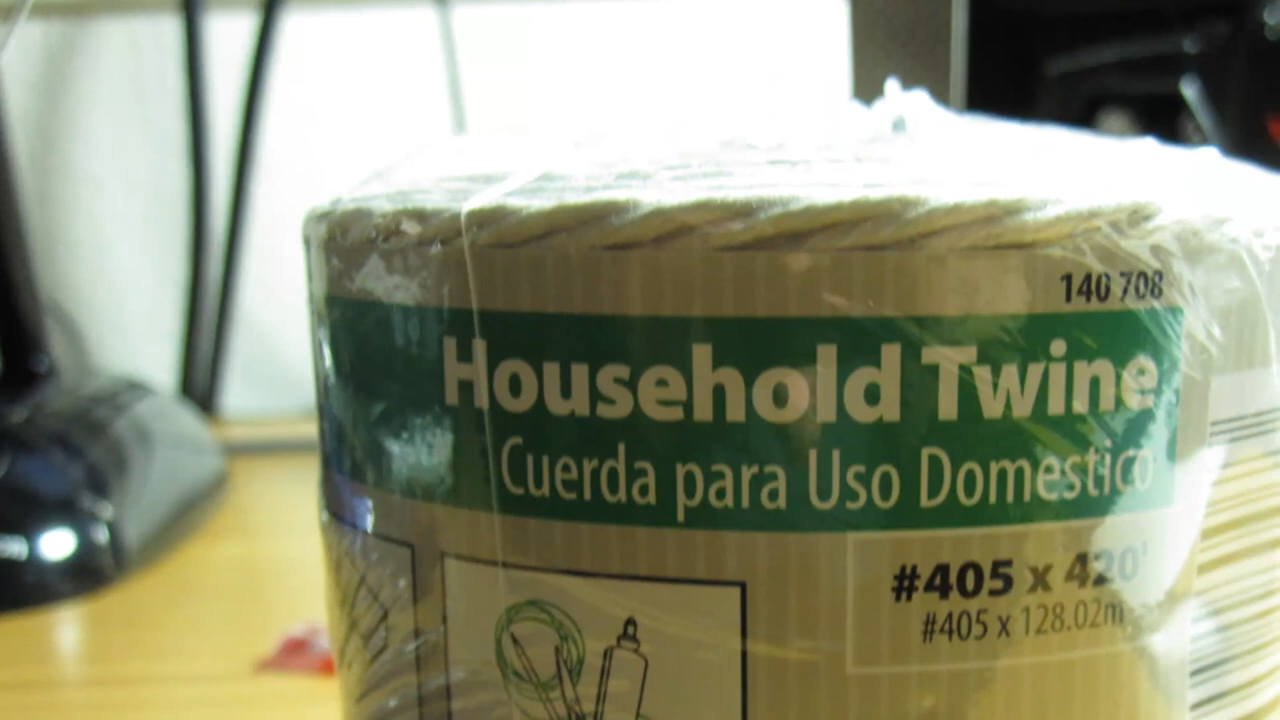 140 708
Household Twine
Cuerda para Uso Domestico
#405 x 420'
#405 x 128.02m